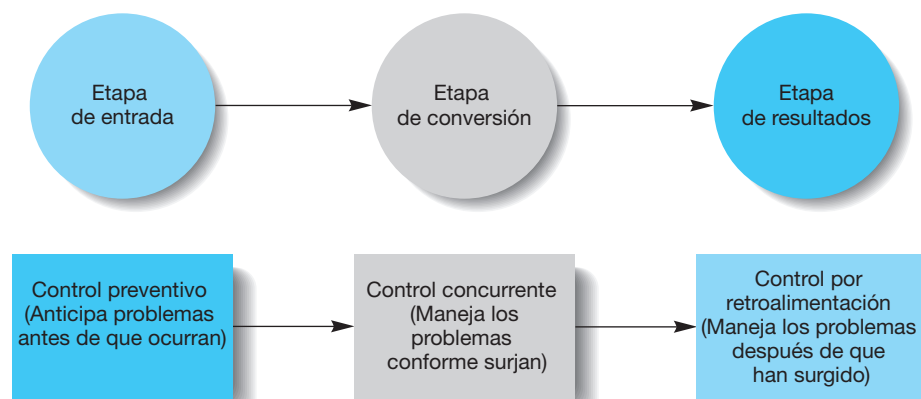 Etapa
de entrada
Etapa
de conversión
Etapa
de resultados
Control preventivo
(Anticipa problemas
antes de que ocurran)
Control concurrente
(Maneja los
problemas
conforme surjan)
Control por
retroalimentación
(Maneja los problemas
después de que
han surgido)